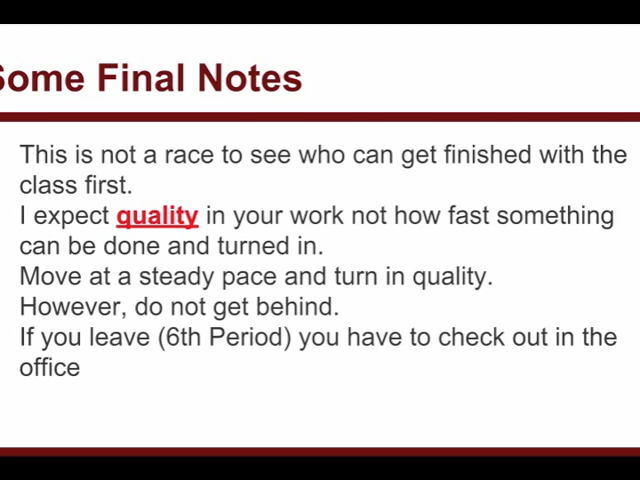 Some Final Notes
This is not a race to see who can get finished with the
class first.
I expect quality in your work not how fast something
can be done and turned in.
Move at a steady pace and turn in quality.
However, do not get behind.
If you leave (6th Period) you have to check out in the
office